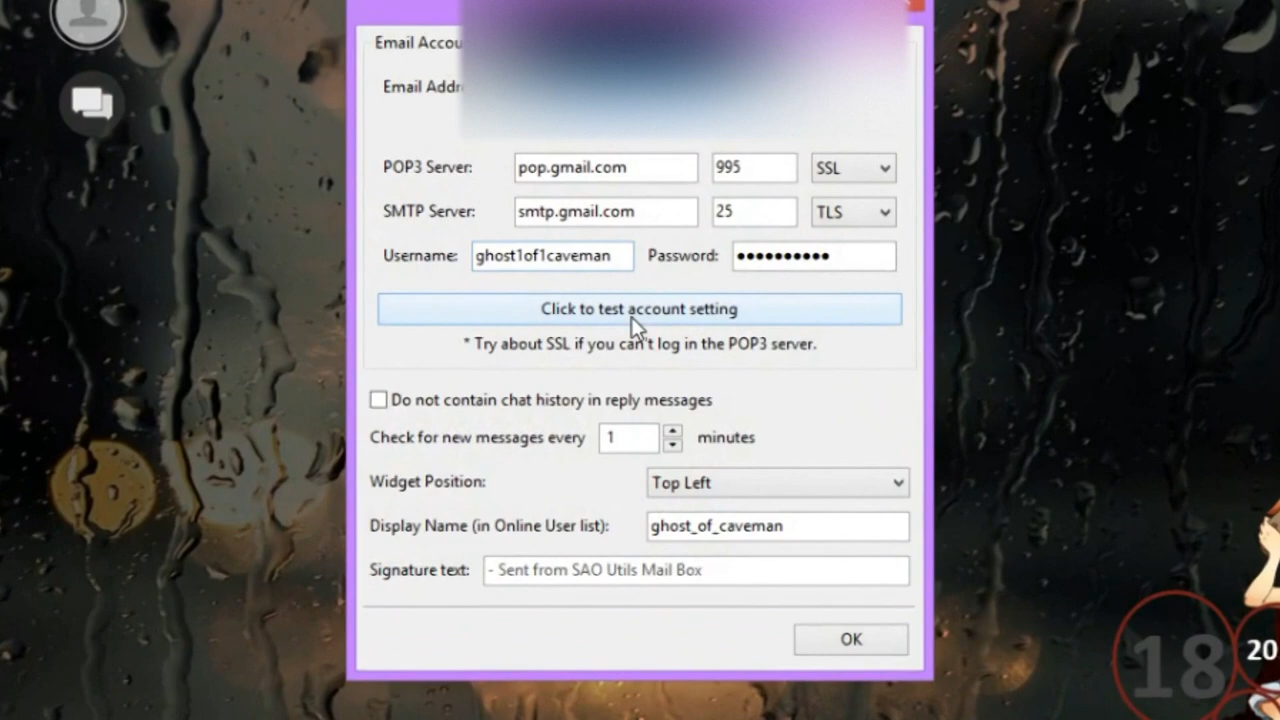 Email Accou
Email Addr
POP3 Server: pop.gmail.com 995 SSL
SMTP Server: smtp.gmail.com 25 TLS
Username: ghost1of1caveman Password: ••••••••••
Click to test account setting
* Try about SSL if you can't log in the POP3 server.
Do not contain chat history in reply messages
Check for new messages every 1 minutes
Widget Position: Top Left
Display Name (in Online User list): ghost_of_caveman
Signature text: - Sent from SAO Utils Mail Box
OK
18 20